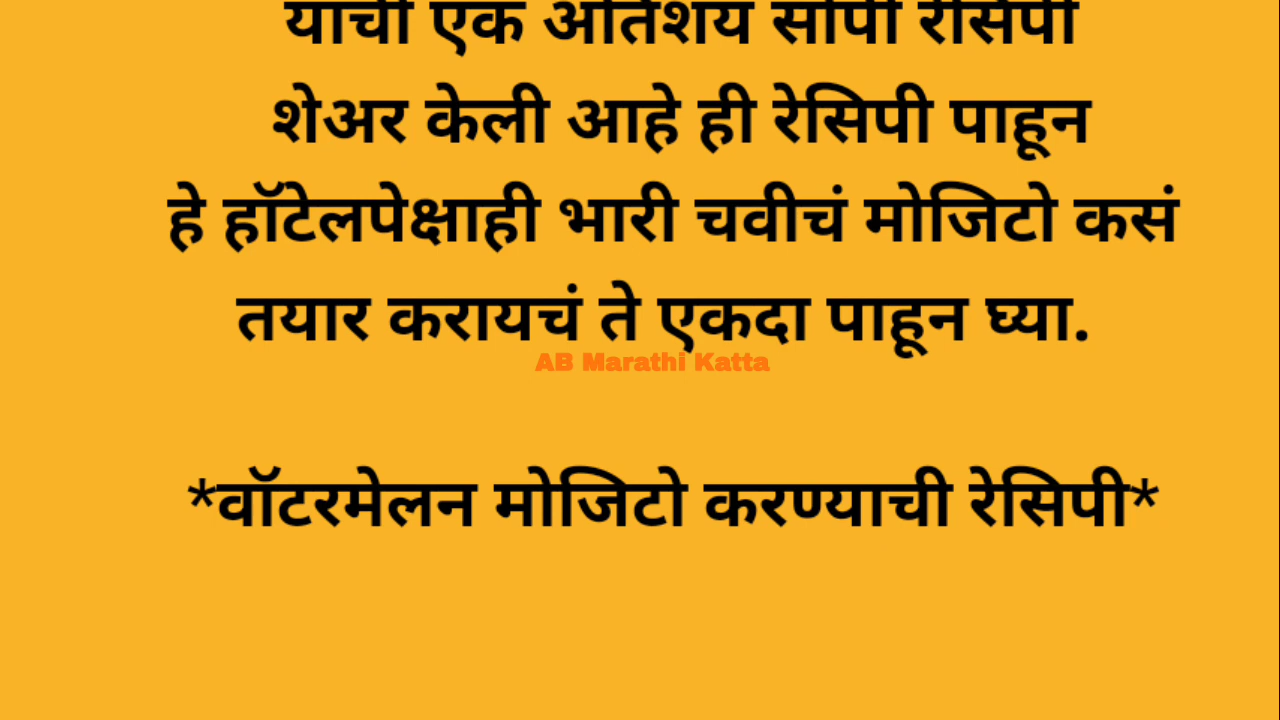 याची एक अतिशय सोपी रेसिपी
शेअर केली आहे ही रेसिपी पाहून
हे हॉटेलपेक्षाही भारी चवीचं मोजिटो कसं
तयार करायचं ते एकदा पाहून घ्या.
AB Marathi Katta
*वॉटरमेलन मोजिटो करण्याची रेसिपी*